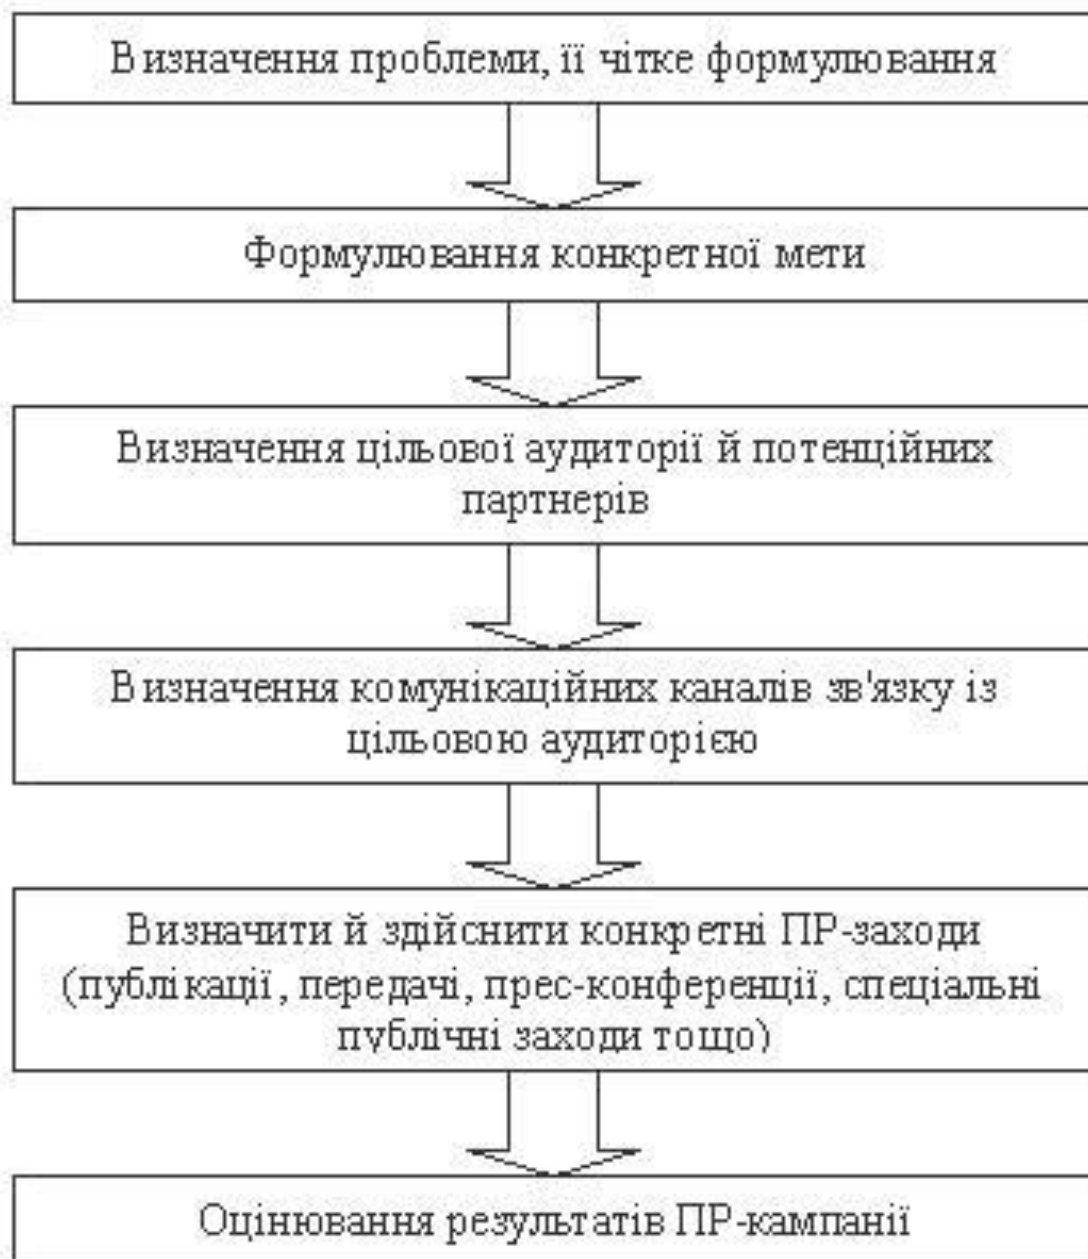 Визначення проблеми, її чітке формулювання
Формулювання конкретної мети
Визначення цільової аудиторії й потенційних
партнерів
Визначення комунікаційних каналів зв'язку із
цільовою аудиторією
Визначити й здійснити конкретні ПР-заходи
(публікації, передачі, прес-конференції, спеціальні
публічні заходи тощо)
Оцінювання результатів ПР-кампанії